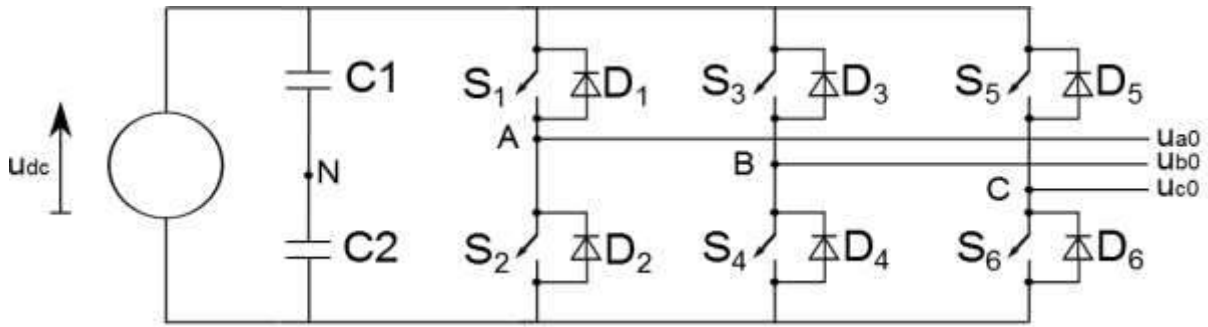 C1
S1 D1 S3 D3 S5 D5
A ua0
udc N B ub0
C uc0
C2
S2 D2 S4 D4 S6 D6